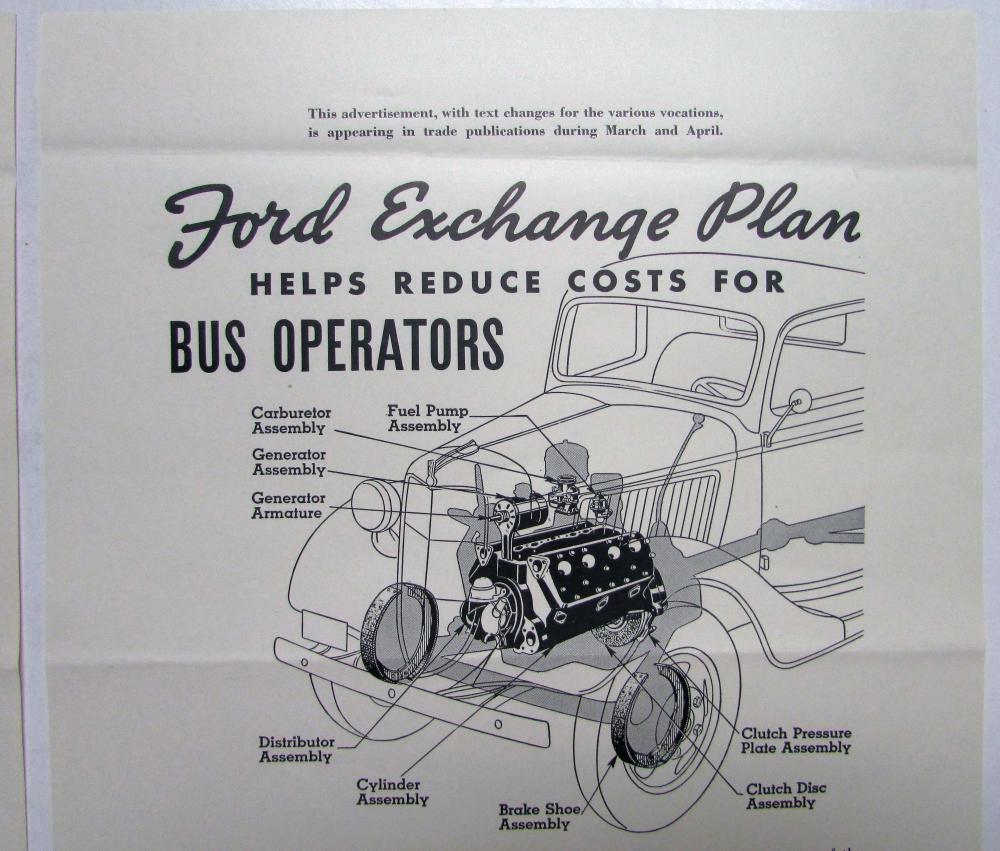 This advertisement, with text changes for the various vocations,
is appearing in trade publications during March and April.
Ford Exchange Plan
HELPS REDUCE COSTS FOR
BUS OPERATORS
Carburetor
Assembly
Fuel Pump
Assembly
Generator
Assembly
Generator
Armature
Distributor
Assembly
Cylinder
Assembly
Brake Shoe
Assembly
Clutch Pressure
Plate Assembly
Clutch Disc
Assembly